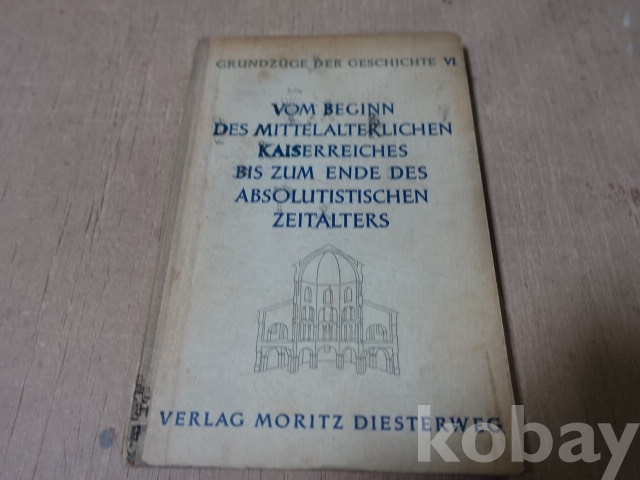 GRUNDZÜGE DER GESCHICHTE VI
VOM BEGINN
DES MITTELALTERLICHEN
KAISERREICHES
BIS ZUM ENDE DES
ABSOLUTISTISCHEN
ZEITALTERS
VERLAG MORITZ DIESTERWEG
kobay